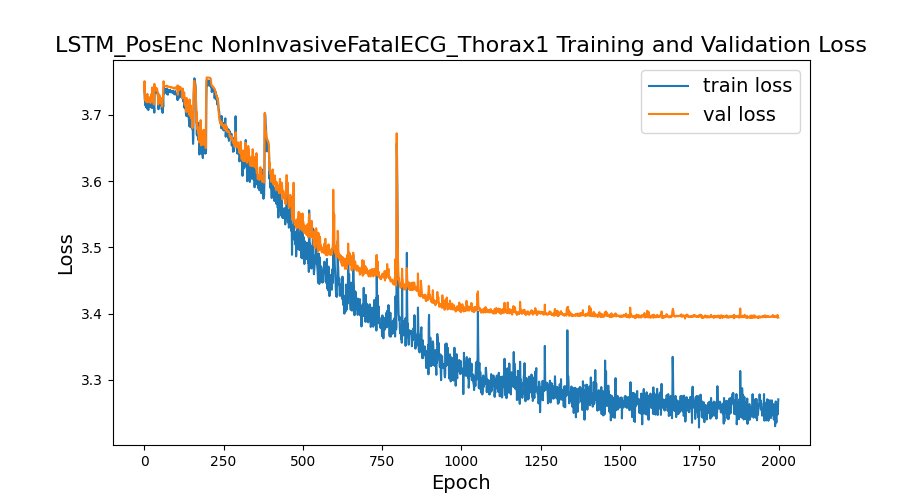 LSTM_PosEnc NonInvasiveFatalECG_Thorax1 Training and Validation Loss
train loss
val loss
3.7
3.6
3.5
3.4
3.3
Loss
0
250
500
750
1000
1250
1500
1750
2000
Epoch